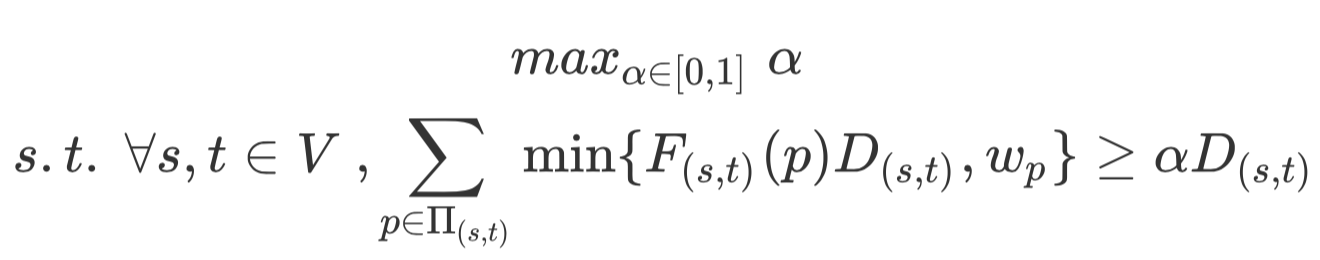 max_{α∈[0,1]} α
s.t. ∀s,t ∈ V , ∑_{p∈Π_{(s,t)}} min{F_{(s,t)}(p)D_{(s,t)}, w_p} ≥ αD_{(s,t)}